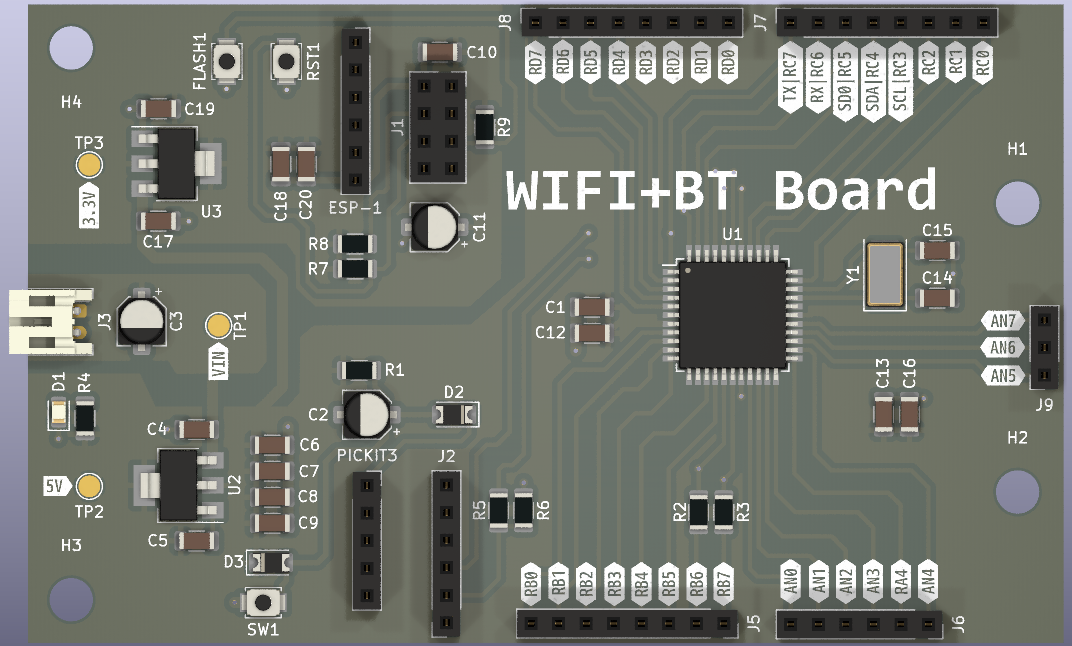 J8
J7
FLASH1
RST1
C10
RD7
RD6
RD5
RD4
RD3
RD2
RD1
RD0
TX|RC7
RX|RC6
SD0|RC5
SDA|RC4
SCL|RC3
RC2
RC1
RC0
H4
C19
J1
R9
TP3
H1
3.3V
U3
C18
C20
ESP-1
WIFI+BT Board
C17
R8
R7
C11
U1
C15
Y1
C14
J3
C3
TP1
C1
C12
VIN
AN7
AN6
AN5
J9
D1
R4
R1
C13
C16
C2
D2
C4
C6
PICKIT3
J2
H2
C7
5V
U2
C8
TP2
C9
R5
R6
R2
R3
H3
C5
D3
SW1
RB0
RB1
RB2
RB3
RB4
RB5
RB6
RB7
AN0
AN1
AN2
AN3
RA4
AN4
J5
J6